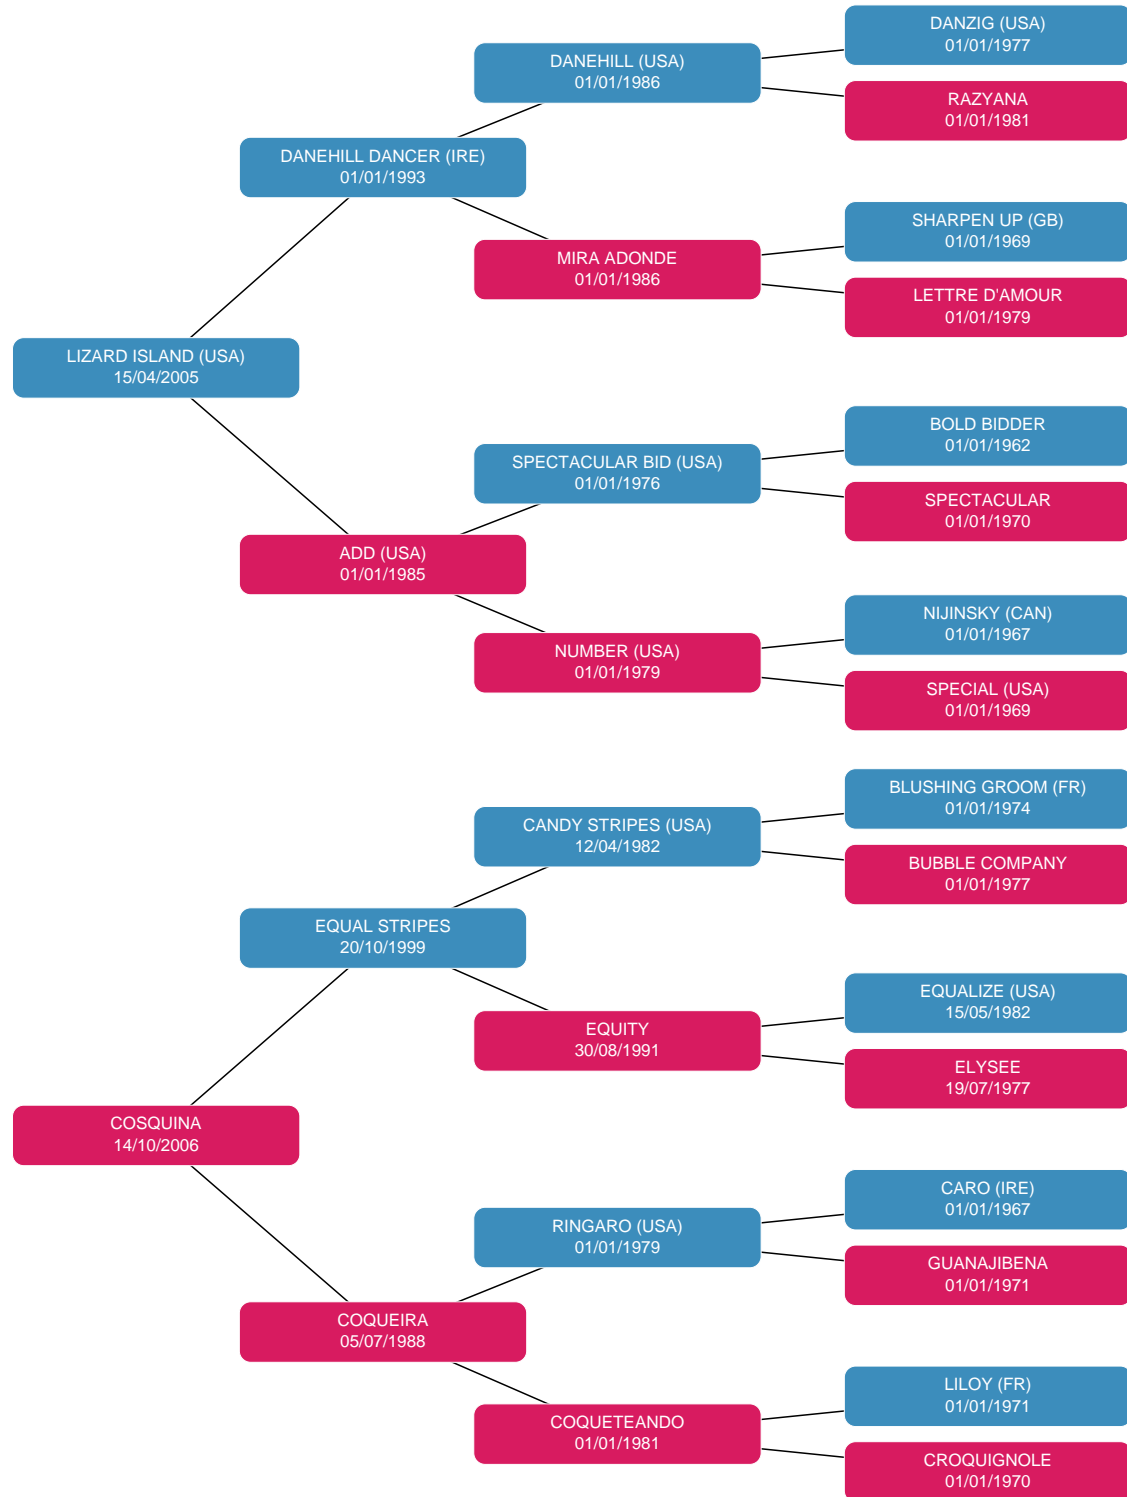 DANZIG (USA)
01/01/1977
DANEHILL (USA)
01/01/1986
RAZYANA
01/01/1981
DANEHILL DANCER (IRE)
01/01/1993
SHARPEN UP (GB)
01/01/1969
MIRA ADONDE
01/01/1986
LETTRE D'AMOUR
01/01/1979
LIZARD ISLAND (USA)
15/04/2005
BOLD BIDDER
01/01/1962
SPECTACULAR BID (USA)
01/01/1976
SPECTACULAR
01/01/1970
ADD (USA)
01/01/1985
NIJINSKY (CAN)
01/01/1967
NUMBER (USA)
01/01/1979
SPECIAL (USA)
01/01/1969
BLUSHING GROOM (FR)
01/01/1974
CANDY STRIPES (USA)
12/04/1982
BUBBLE COMPANY
01/01/1977
EQUAL STRIPES
20/10/1999
EQUALIZE (USA)
15/05/1982
EQUITY
30/08/1991
ELYSEE
19/07/1977
COSQUINA
14/10/2006
CARO (IRE)
01/01/1967
RINGARO (USA)
01/01/1979
GUANAJIBENA
01/01/1971
COQUEIRA
05/07/1988
LILOY (FR)
01/01/1971
COQUETEANDO
01/01/1981
CROQUIGNOLE
01/01/1970